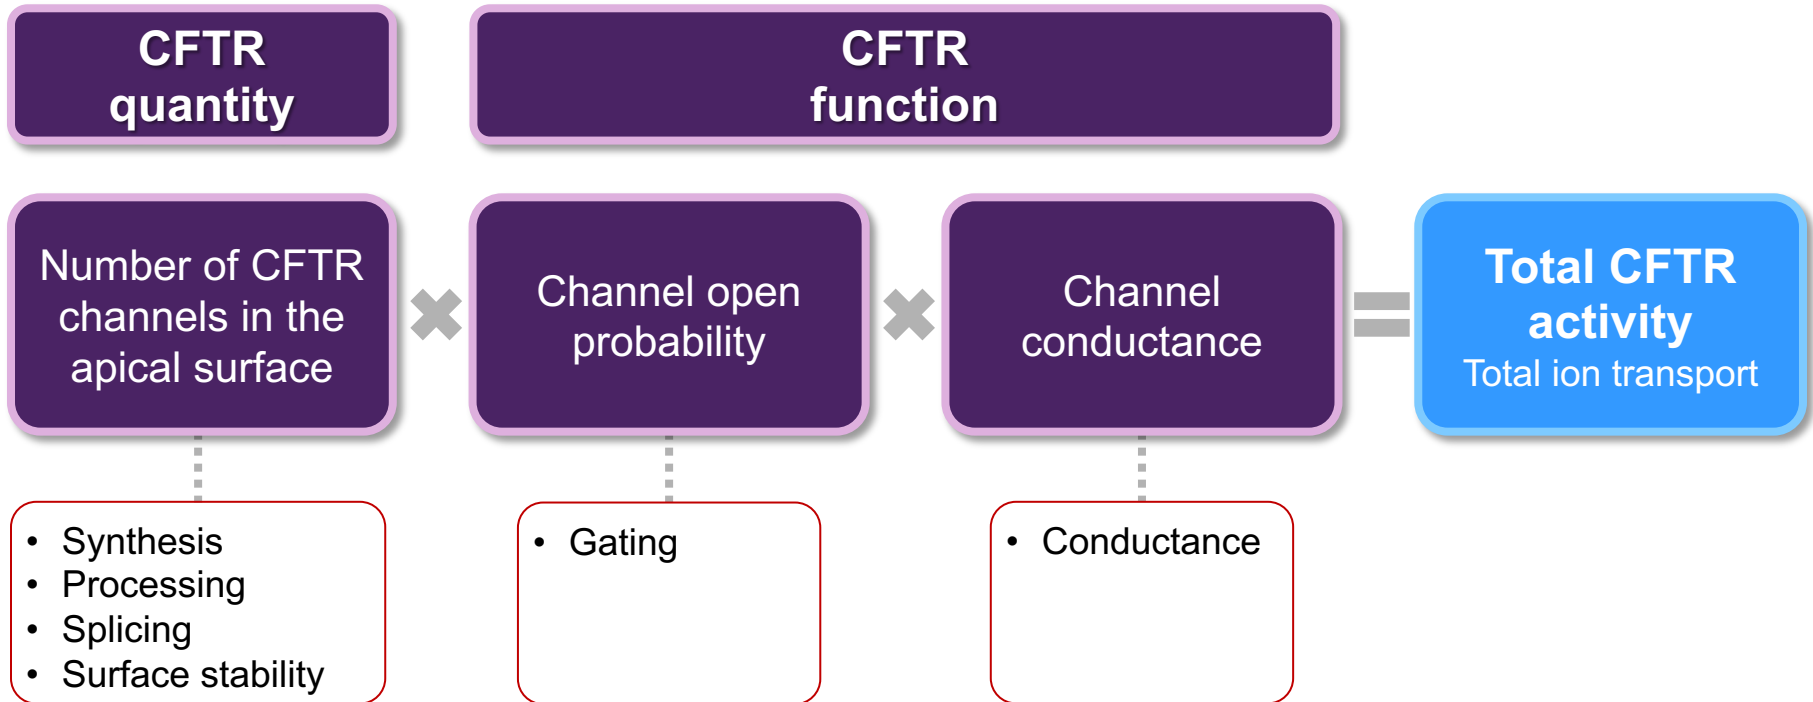 CFTR
quantity
CFTR
function
Number of CFTR
channels in the
apical surface
Channel open
probability
Channel
conductance
Total CFTR
activity
Total ion transport
• Synthesis
• Processing
• Splicing
• Surface stability
• Gating
• Conductance